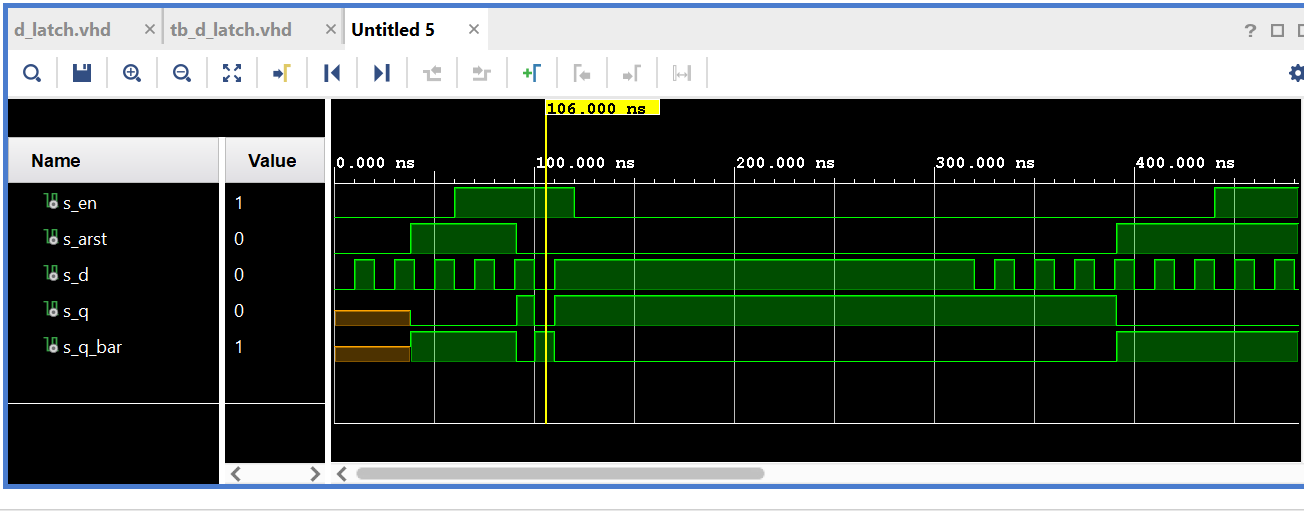 d_latch.vhd × tb_d_latch.vhd × Untitled 5 × ?
106.000 ns
Name Value 0.000 ns 100.000 ns 200.000 ns 300.000 ns 400.000 ns
s_en 1
s_arst 0
s_d 0
s_q 0
s_q_bar 1